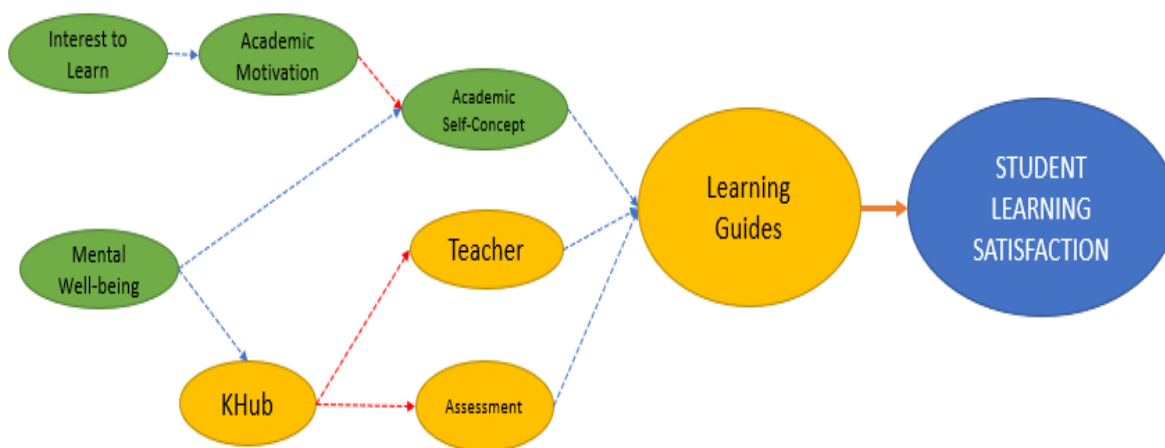 Interest to
Learn
Academic
Motivation
Academic
Self-Concept
Learning
Guides
STUDENT
LEARNING
SATISFACTION
Mental
Well-being
Teacher
KHub
Assessment